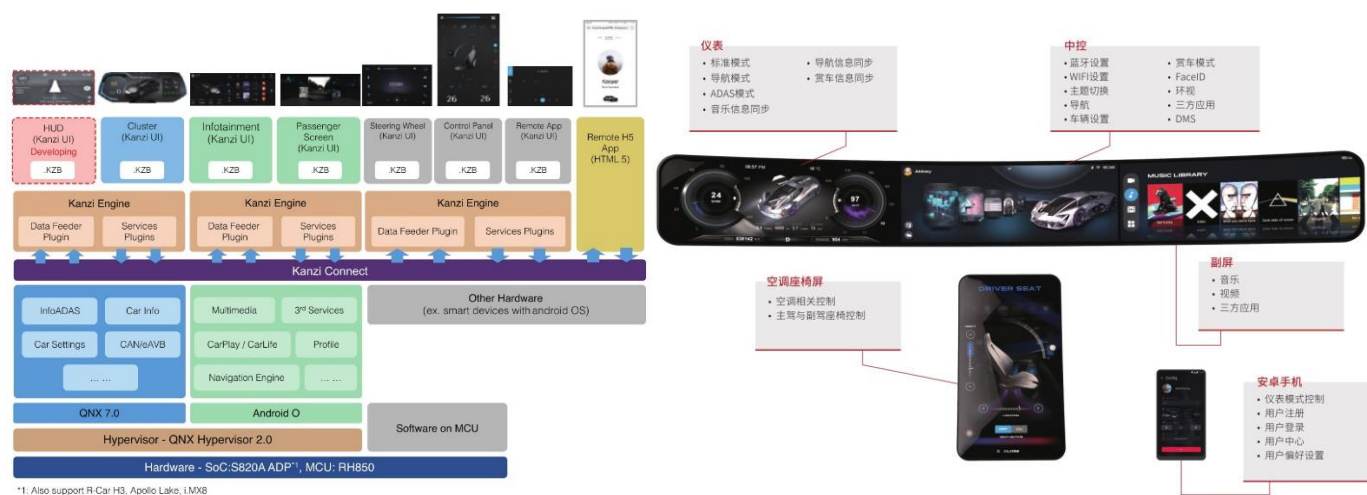 HUD
(Kanzi UI)
Developing
.KZB
Cluster
(Kanzi UI)
.KZB
Infotainment
(Kanzi UI)
.KZB
Passenger
Screen
(Kanzi UI)
.KZB
Steering Wheel
(Kanzi UI)
.KZB
Control Panel
(Kanzi UI)
.KZB
Remote App
(Kanzi UI)
.KZB
Remote H5
App
(HTML 5)
26 26
Kanzi Engine
Data Feeder
Plugin
Services
Plugins
Kanzi Engine
Data Feeder
Plugin
Services
Plugins
Kanzi Engine
Data Feeder Plugin
Services Plugins
Kanzi Connect
InfoADAS
Car Info
Car Settings
CAN/eAVB
... ...
Multimedia
3rd Services
CarPlay / CarLife
Profile
Navigation Engine
... ...
Other Hardware
(ex. smart devices with android OS)
QNX 7.0
Android O
Software on MCU
Hypervisor - QNX Hypervisor 2.0
Hardware - SoC:S820A ADP*1, MCU: RH850
*1: Also support R-Car H3, Apollo Lake, i.MX8
仪表
• 标准模式
• 导航模式
• ADAS模式
• 音乐信息同步
• 导航信息同步
• 赏车信息同步
中控
• 蓝牙设置
• WIFI设置
• 主题切换
• 导航
• 车辆设置
• 赏车模式
• FaceID
• 环视
• 三方应用
• DMS
24
97
MUSIC LIBRARY
空调座椅屏
• 空调相关控制
• 主驾与副驾座椅控制
DRIVER SEAT
副屏
• 音乐
• 视频
• 三方应用
安卓手机
• 仪表模式控制
• 用户注册
• 用户登录
• 用户中心
• 用户偏好设置